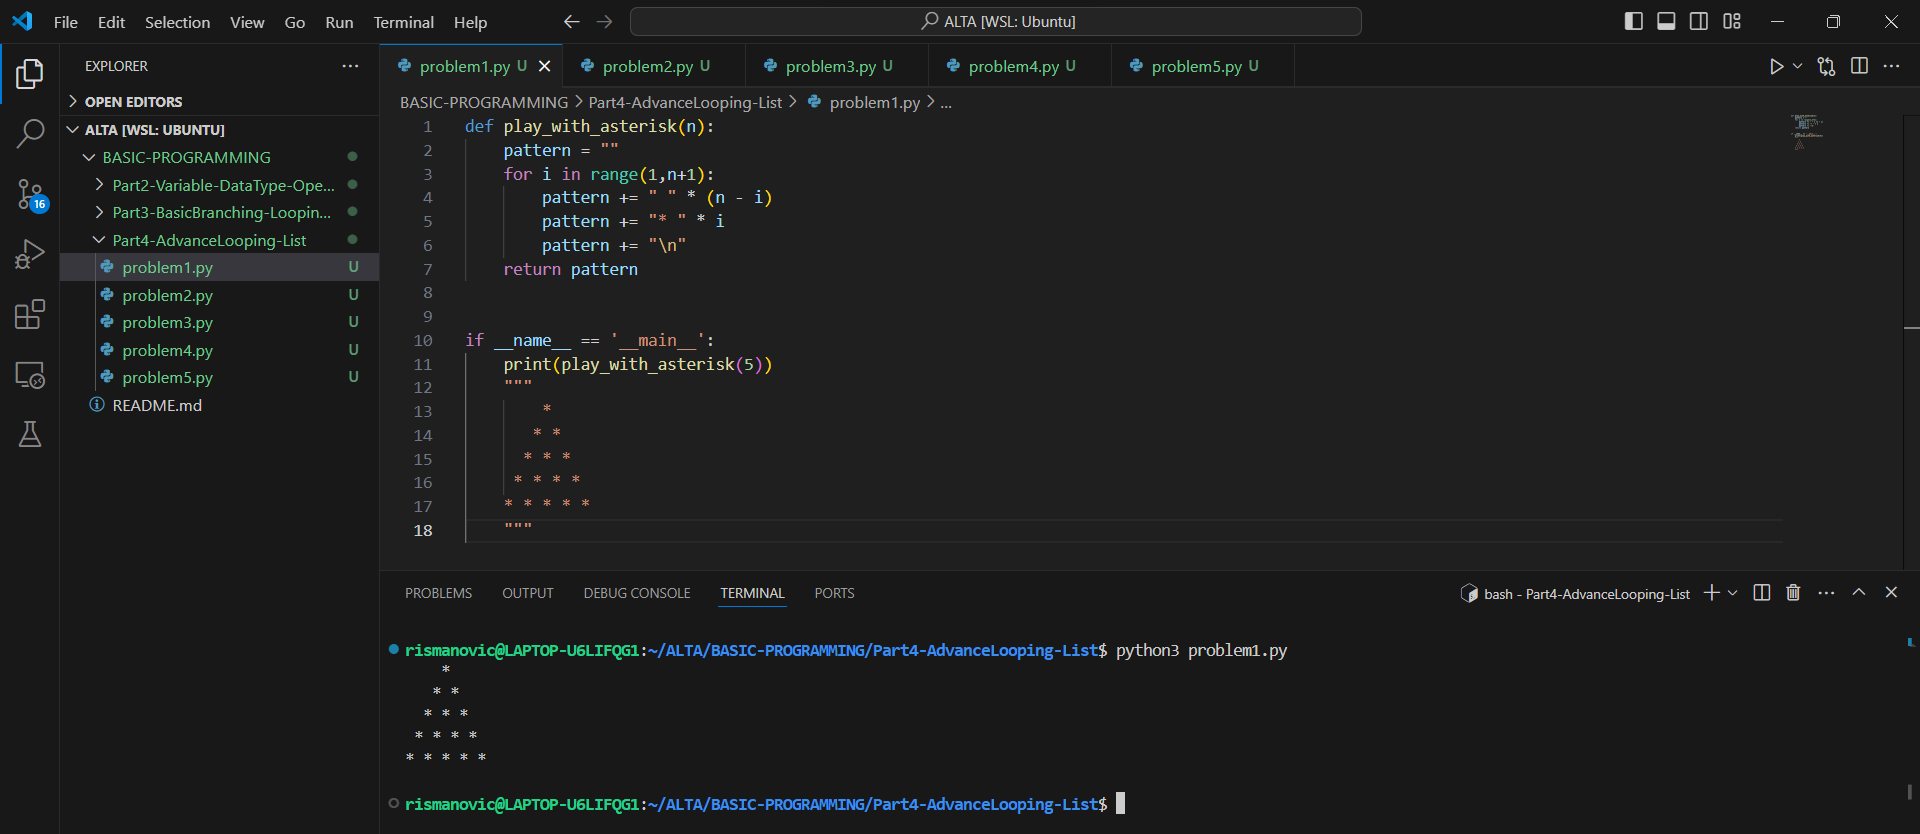 File Edit Selection View Go Run Terminal Help ALTA [WSL: Ubuntu]
EXPLORER
OPEN EDITORS
ALTA [WSL: UBUNTU]
BASIC-PROGRAMMING
Part2-Variable-DataType-Ope...
Part3-BasicBranching-Loopin...
Part4-AdvanceLooping-List
problem1.py U
problem2.py U
problem3.py U
problem4.py U
problem5.py U
README.md
16
problem1.py U problem2.py U problem3.py U problem4.py U problem5.py U
BASIC-PROGRAMMING > Part4-AdvanceLooping-List > problem1.py > ...
1 def play_with_asterisk(n):
2     pattern = ""
3     for i in range(1,n+1):
4         pattern += " " * (n - i)
5         pattern += "* " * i
6         pattern += "\n"
7     return pattern
8
9
10 if __name__ == '__main__':
11     print(play_with_asterisk(5))
12     """
13         *
14        * *
15       * * *
16      * * * *
17     * * * * *
18     """
PROBLEMS OUTPUT DEBUG CONSOLE TERMINAL PORTS bash - Part4-AdvanceLooping-List
rismanovic@LAPTOP-U6LIFQG1:~/ALTA/BASIC-PROGRAMMING/Part4-AdvanceLooping-List$ python3 problem1.py
    *
   * *
  * * *
 * * * *
* * * * *
rismanovic@LAPTOP-U6LIFQG1:~/ALTA/BASIC-PROGRAMMING/Part4-AdvanceLooping-List$